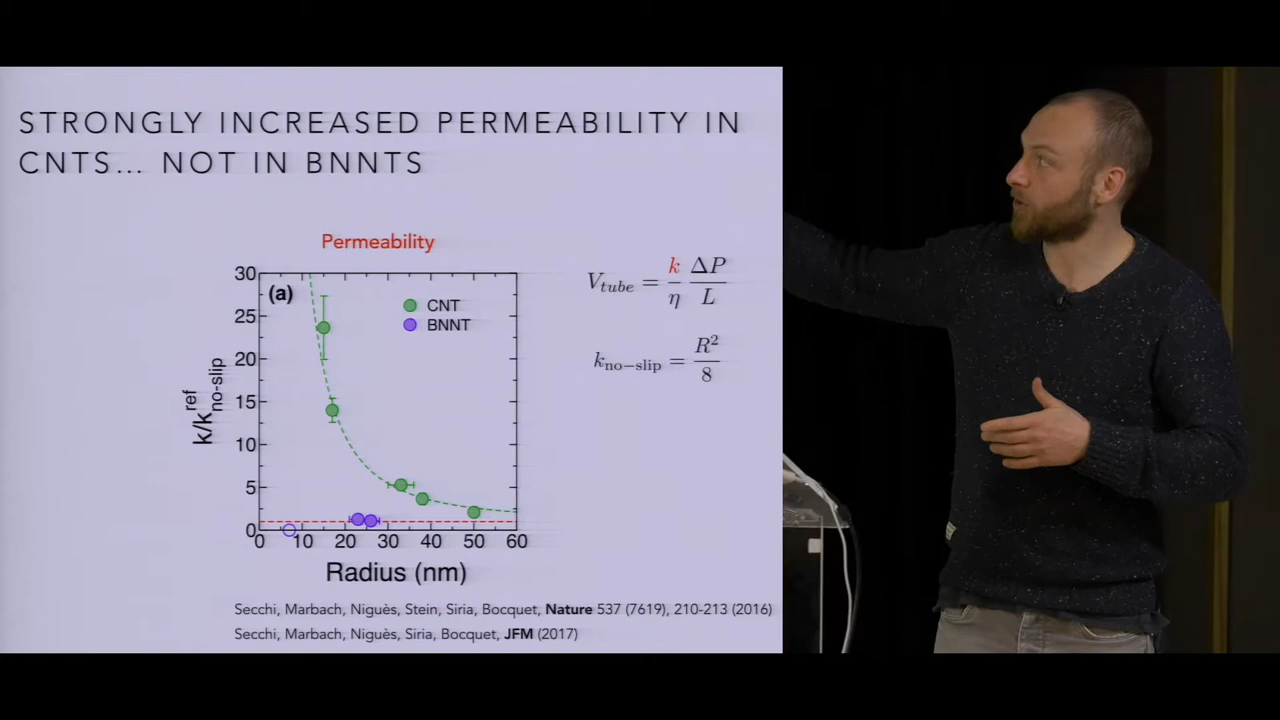 STRONGLY INCREASED PERMEABILITY IN
CNTS... NOT IN BNNTS
Permeability
(a)
CNT
BNNT
30
25
20
15
10
5
0
k/k^ref_no-slip
0 10 20 30 40 50 60
Radius (nm)
V_tube = k/η ΔP/L
k_no−slip = R²/8
Secchi, Marbach, Niguès, Stein, Siria, Bocquet, Nature 537 (7619), 210-213 (2016)
Secchi, Marbach, Niguès, Siria, Bocquet, JFM (2017)